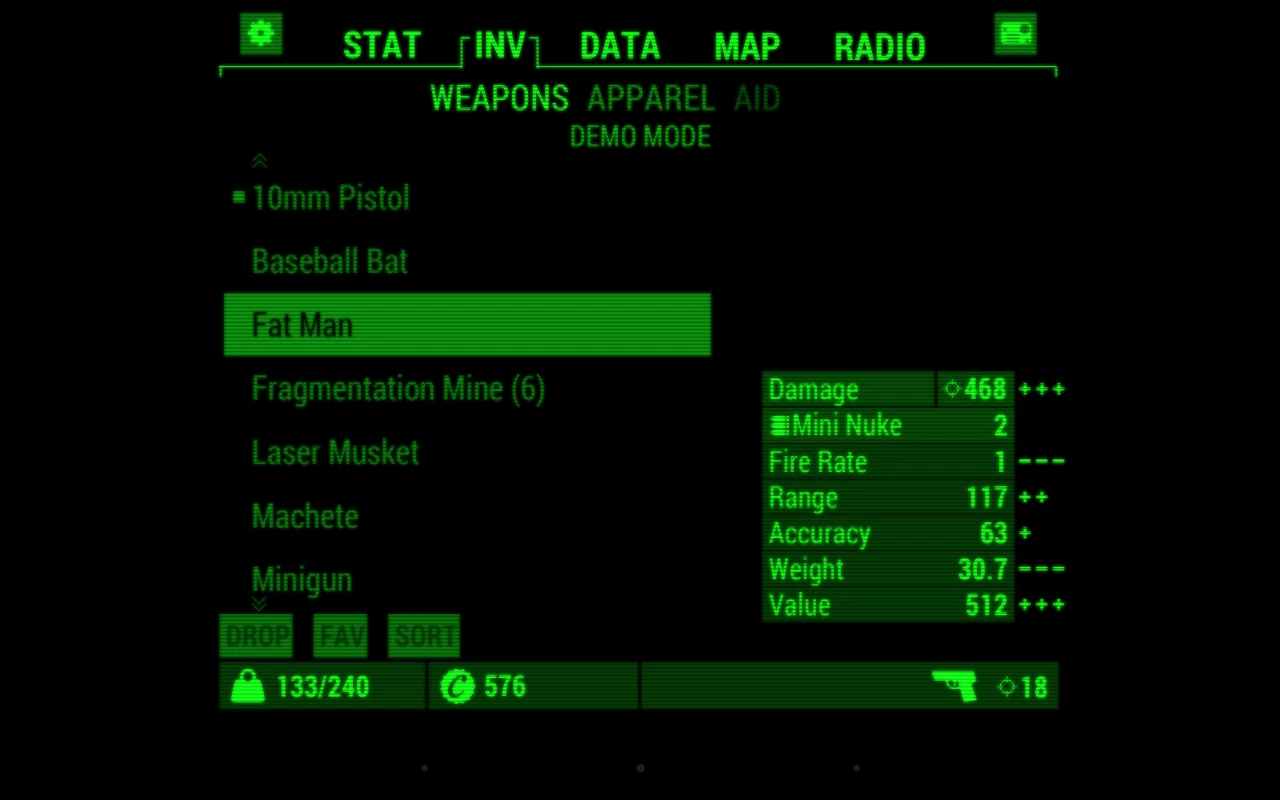 STAT INV DATA MAP RADIO
WEAPONS APPAREL AID
DEMO MODE
10mm Pistol
Baseball Bat
Fat Man
Fragmentation Mine (6)
Laser Musket
Machete
Minigun
Damage 468 +++
Mini Nuke 2
Fire Rate 1 ---
Range 117 ++
Accuracy 63 +
Weight 30.7 ---
Value 512 +++
DROP FAV SORT
133/240 576 18